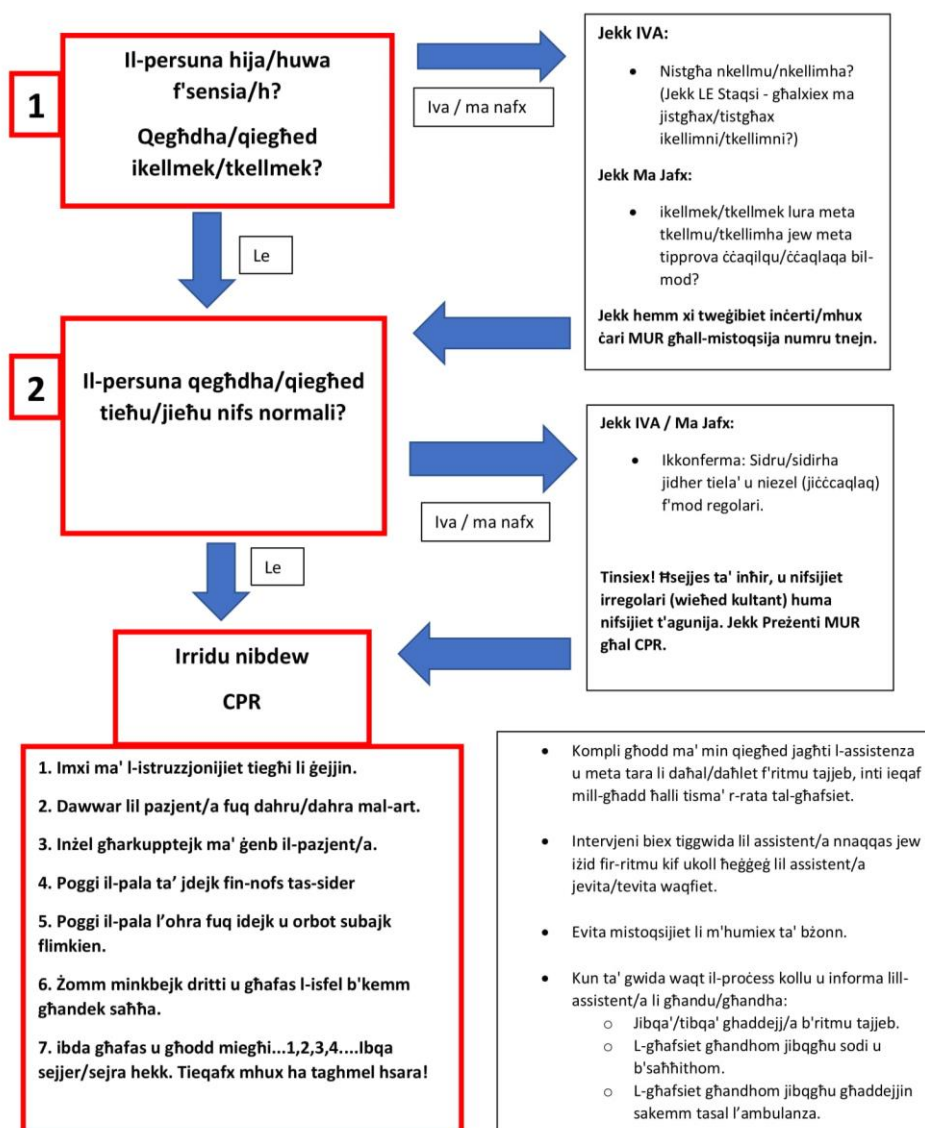 1
Il-persuna hija/huwa
f'sensia/h?
Qegħdha/qiegħed
ikellmek/tkellmek?
Iva / ma nafx
Jekk IVA:
• Nistgħa nkellmu/nkellimha?
(Jekk LE Staqsi - għalxiex ma
jistgħax/tistgħax
ikellimni/tkellimni?)
Jekk Ma Jafx:
• ikellmek/tkellmek lura meta
tkellmu/tkellimha jew meta
tipprova ċċaqilqu/ċċaqlaqa bil-
mod?
Jekk hemm xi tweġibiet inċerti/mhux
ċari MUR għall-mistoqsija numru tnejn.
Le
2
Il-persuna qegħdha/qiegħed
tieħu/jieħu nifs normali?
Iva / ma nafx
Jekk IVA / Ma Jafx:
• Ikkonferma: Sidru/sidirha
jidher tiela' u niezel (jiċċcaqlaq)
f'mod regolari.
Tinsiex! Ħsejjes ta' inħir, u nifsijiet
irregolari (wieħed kultant) huma
nifsijiet t'agunija. Jekk Preżenti MUR
għal CPR.
Le
Irridu nibdew
CPR
1. Imxi ma' l-istruzzjonijiet tiegħi li ġejjin.
2. Dawwar lil pazjent/a fuq dahru/dahra mal-art.
3. Inżel għarkupptejk ma' ġenb il-pazjent/a.
4. Poggi il-pala ta’ jdejk fin-nofs tas-sider
5. Poggi il-pala l’ohra fuq idejk u orbot subajk
flimkien.
6. Żomm minkbejk dritti u għafas l-isfel b'kemm
għandek saħħa.
7. ibda għafas u għodd miegħi...1,2,3,4....Ibqa
sejjer/sejra hekk. Tieqafx mhux ha taghmel hsara!
• Kompli għodd ma' min qiegħed jagħti l-assistenza
u meta tara li daħal/daħlet f'ritmu tajjeb, inti ieqaf
mill-għadd ħalli tisma' r-rata tal-għafsiet.
• Intervjeni biex tiggwida lil assistent/a nnaqqas jew
iżid fir-ritmu kif ukoll ħeġġeġ lil assistent/a
jevita/tevita waqfiet.
• Evita mistoqsijiet li m'humiex ta' bżonn.
• Kun ta' gwida waqt il-proċess kollu u informa lill-
assistent/a li għandu/għandha:
o Jibqa'/tibqa' ghaddejj/a b'ritmu tajjeb.
o L-għafsiet għandhom jibqgħu sodi u
b'saħħithom.
o L-għafsiet għandhom jibqgħu għaddejjin
sakemm tasal l’ambulanza.